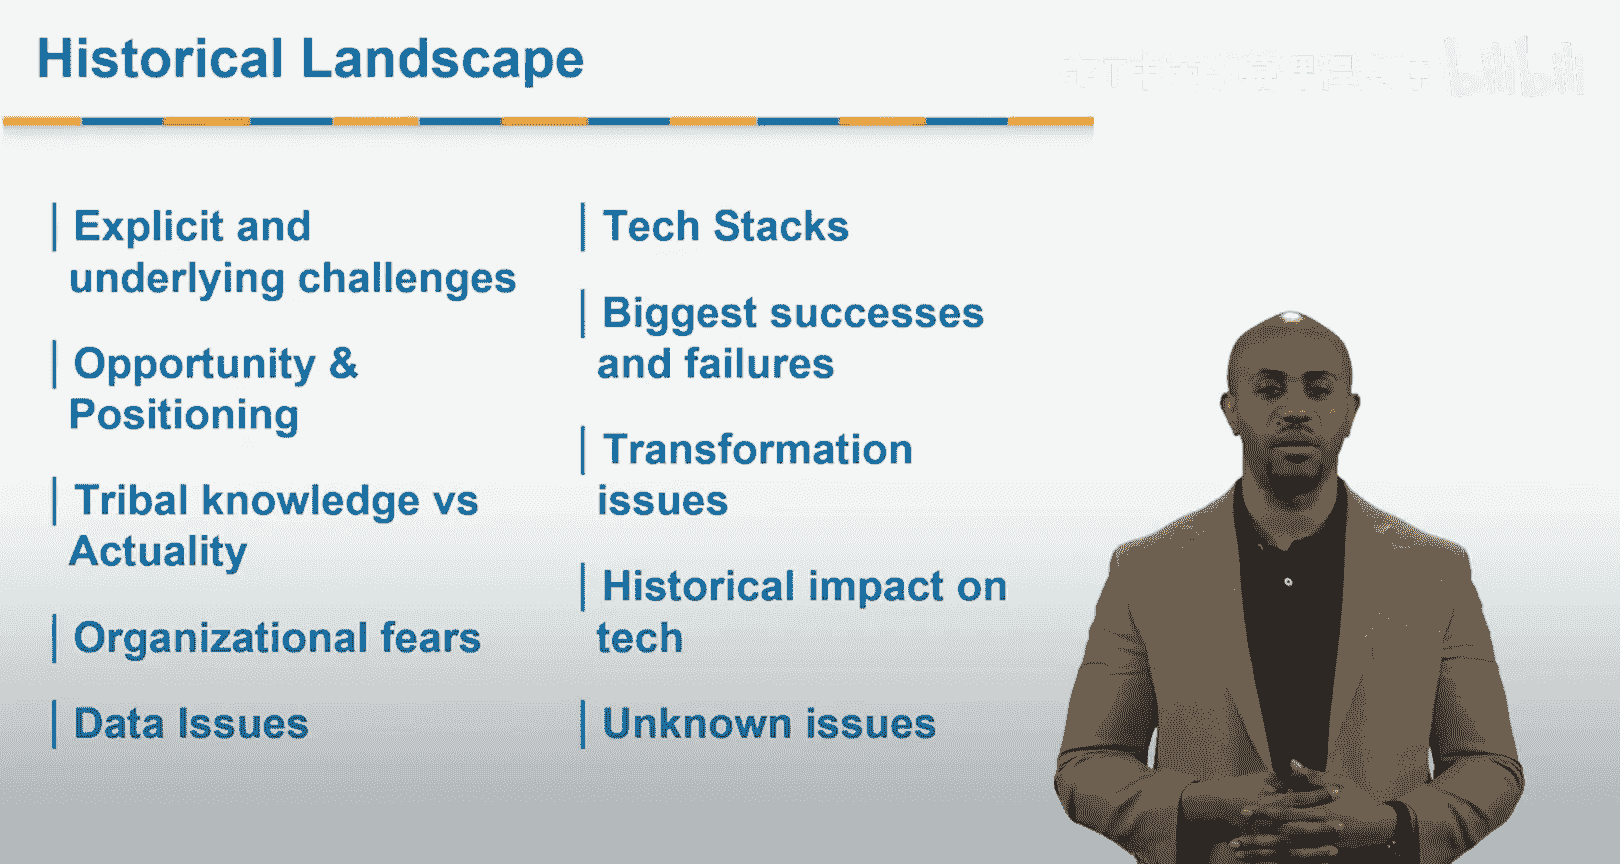 Historical Landscape
Explicit and
underlying challenges
Opportunity &
Positioning
Tribal knowledge vs
Actuality
Organizational fears
Data Issues
Tech Stacks
Biggest successes
and failures
Transformation
issues
Historical impact on
tech
Unknown issues
bilibili